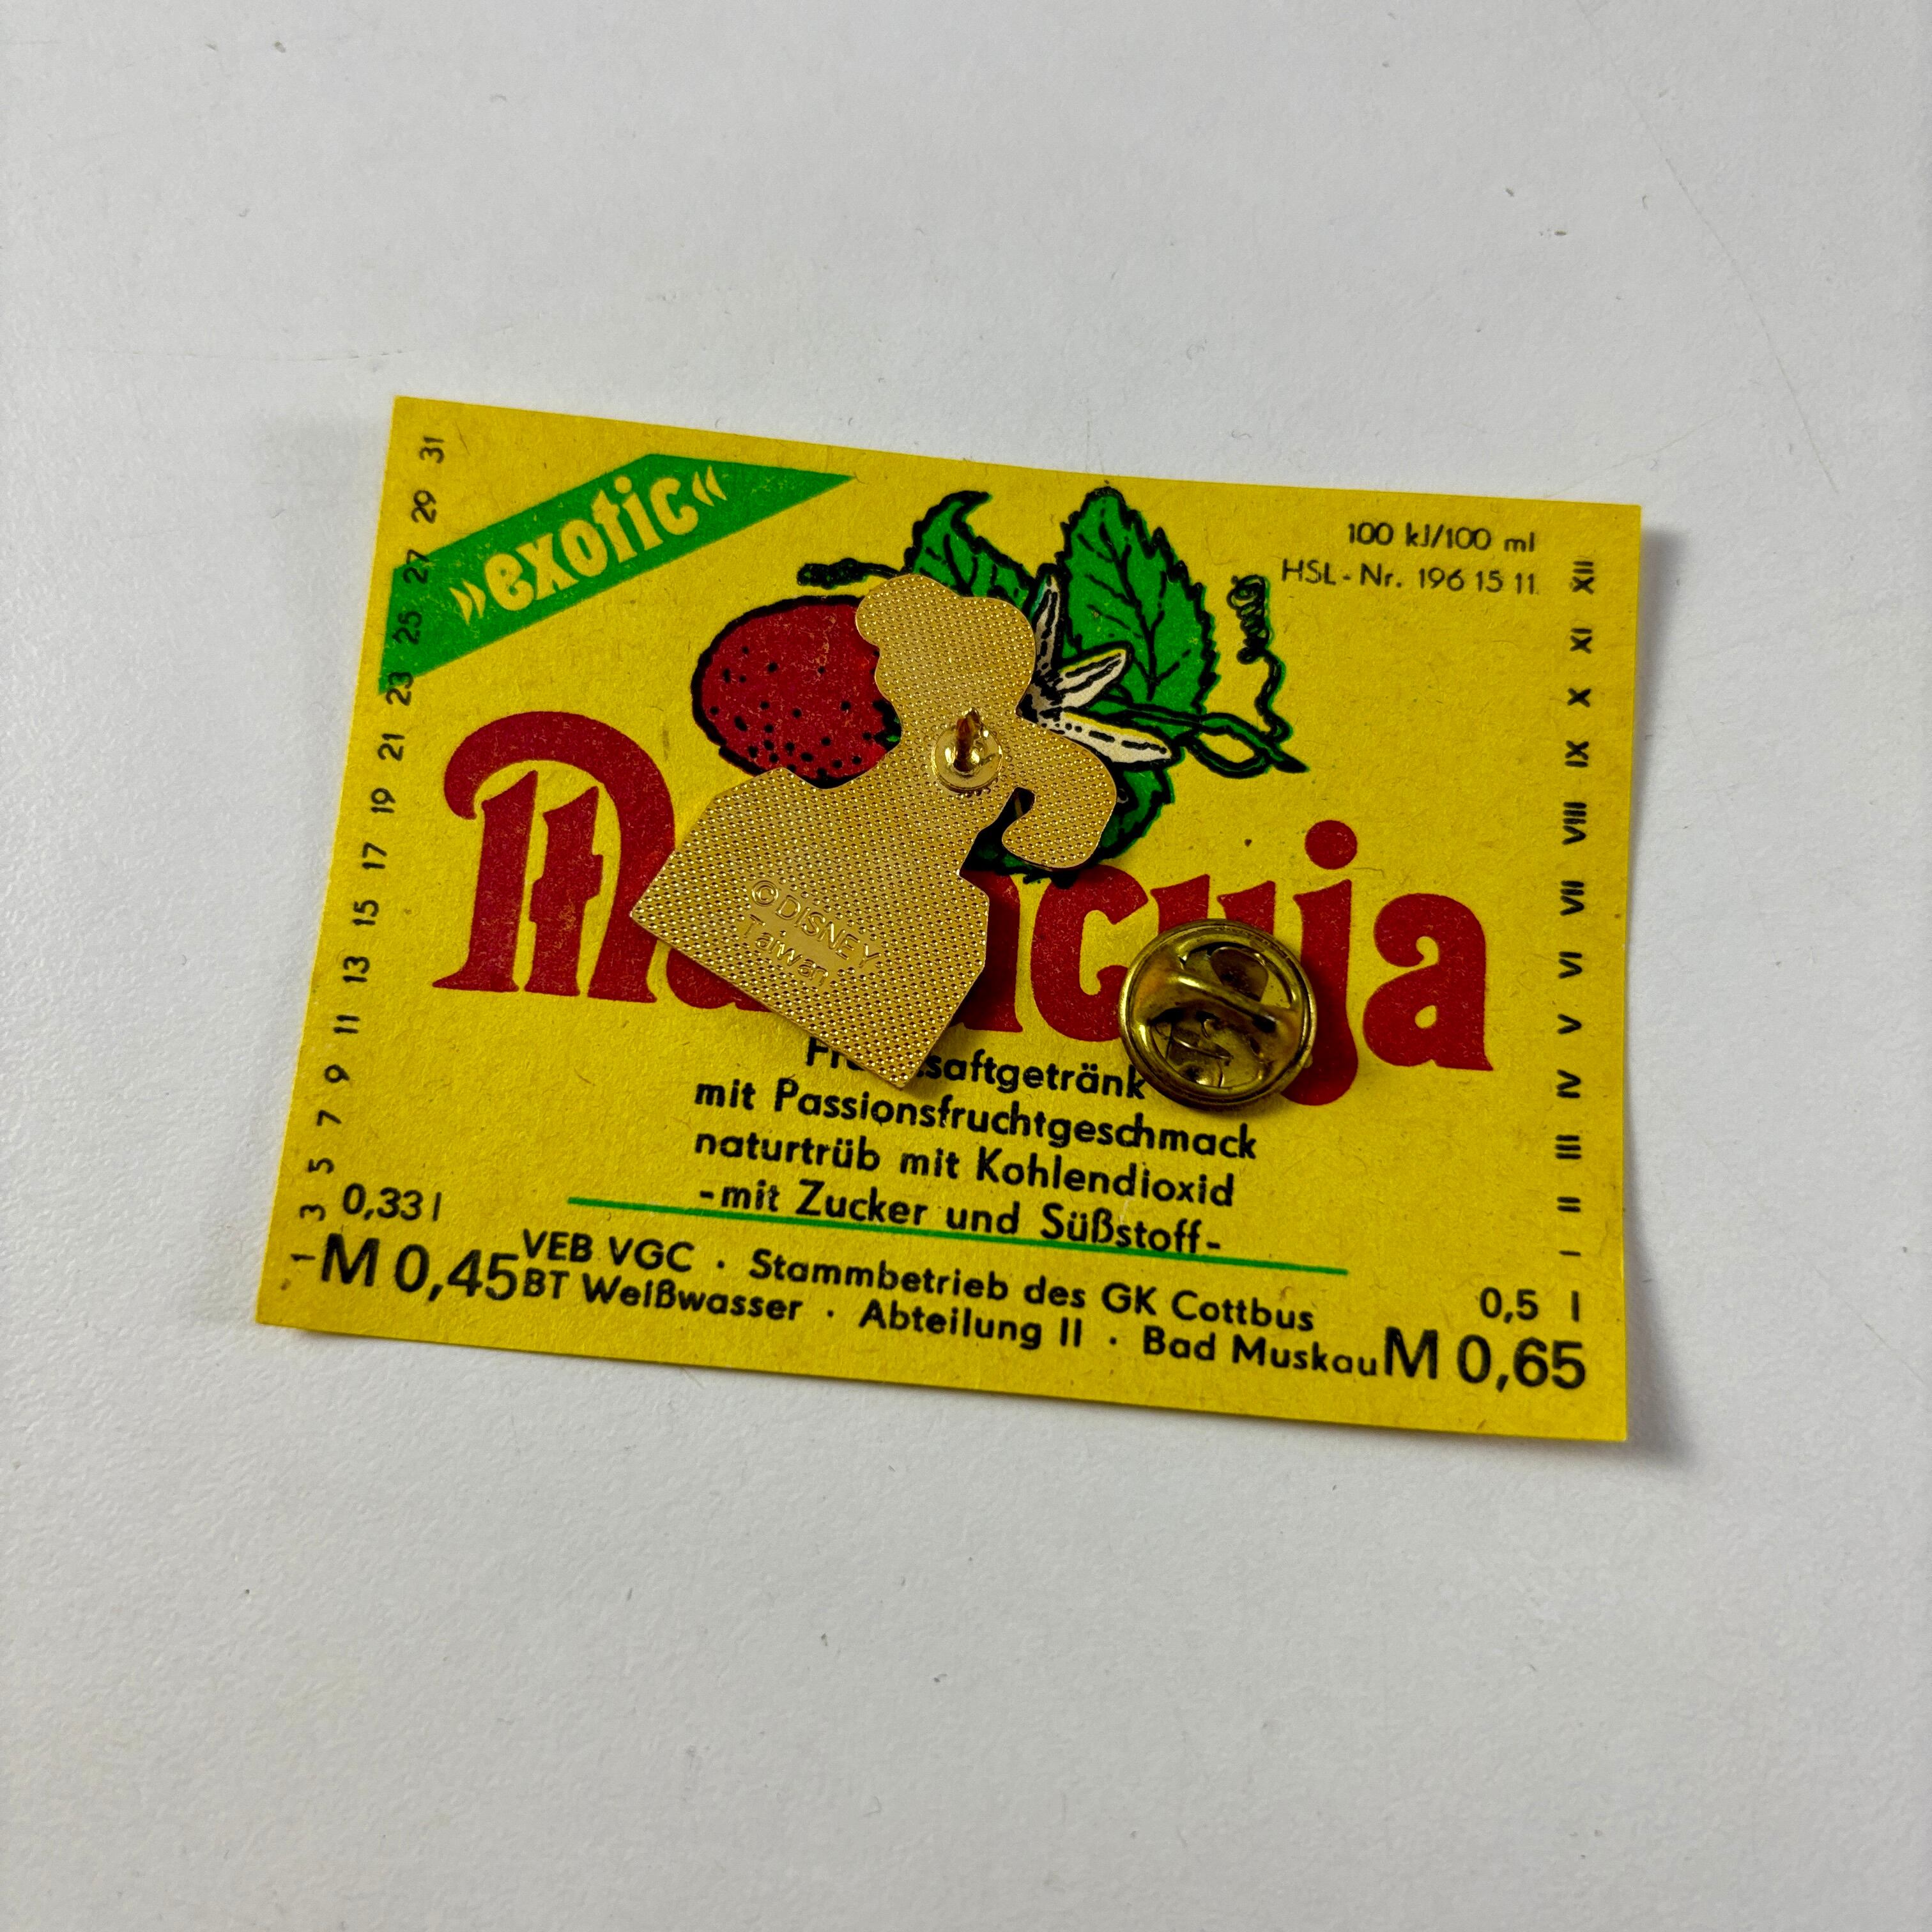 »exotic«
100 kJ/100 ml
HSL-Nr. 196 15 11
cuja
saftgetränk
mit Passionsfruchtgeschmack
naturtrüb mit Kohlendioxid
-mit Zucker und Süßstoff-
0,33 l
M 0,45
VEB VGC · Stammbetrieb des GK Cottbus
BT Weißwasser · Abteilung II · Bad Muskau
0,5 l
M 0,65
1 3 5 7 9 11 13 15 17 19 21 23 25 27 29 31
I II III IV V VI VII VIII IX X XI XII
©DISNEY
Taiwan